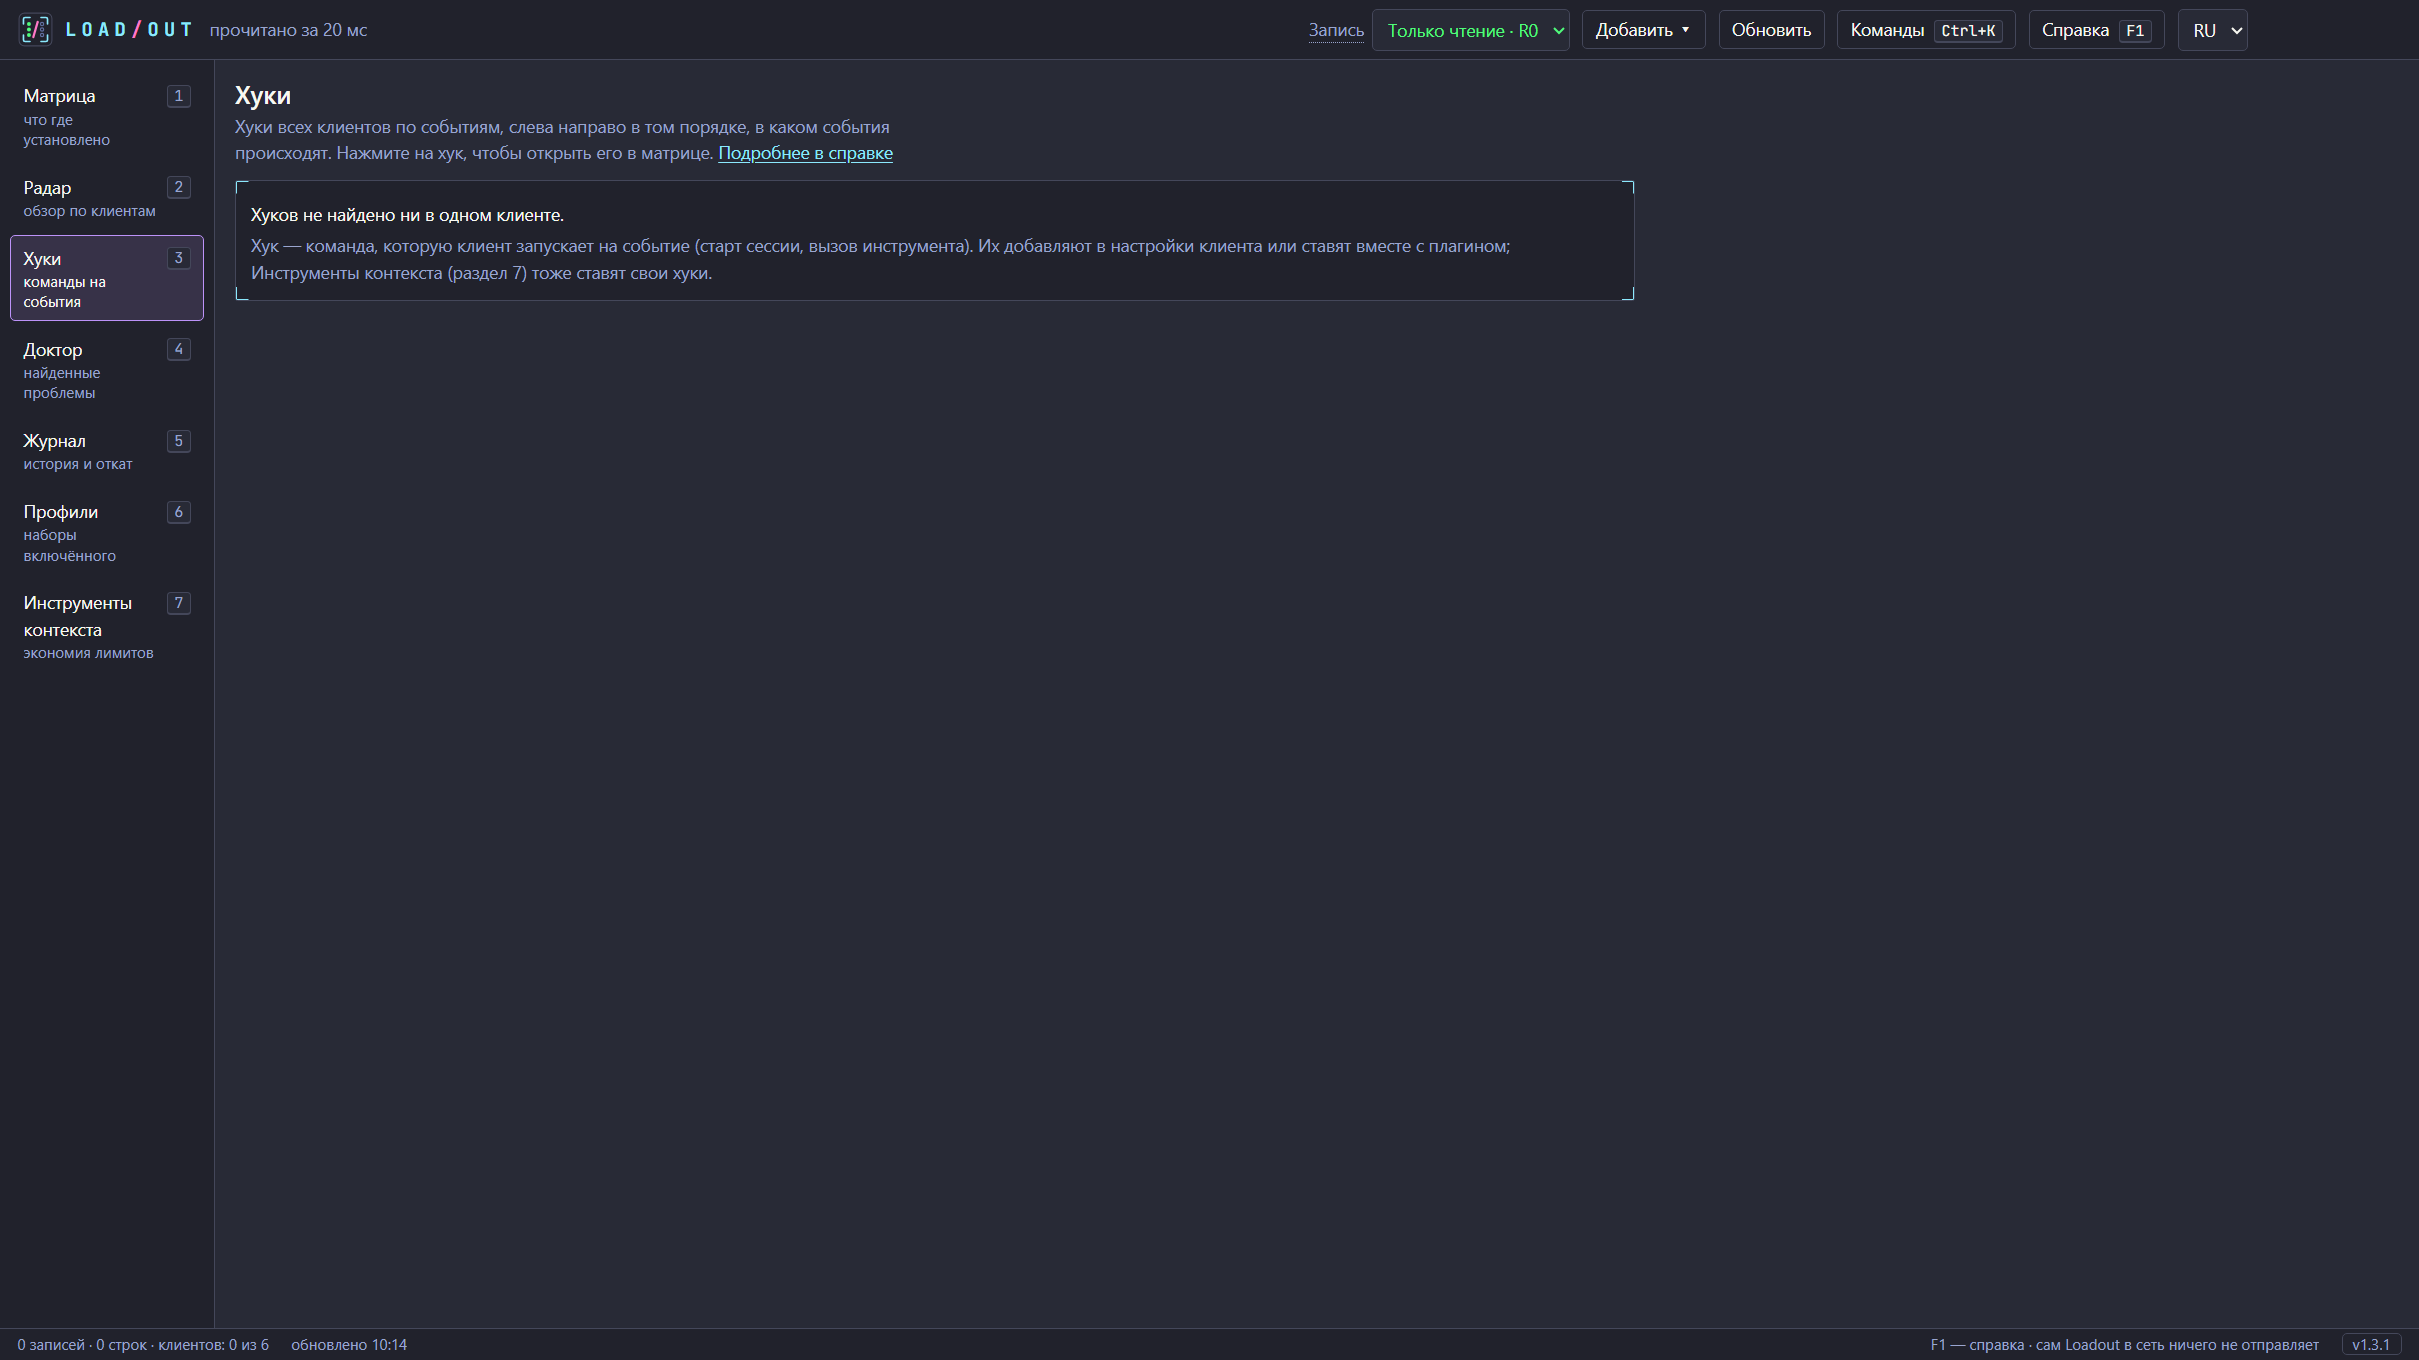 LOAD/OUT прочитано за 20 мс Запись Только чтение · R0 Добавить ▼ Обновить Команды Ctrl+K Справка F1 RU
Матрица 1
что где
установлено
Радар 2
обзор по клиентам
Хуки 3
команды на
события
Доктор 4
найденные
проблемы
Журнал 5
история и откат
Профили 6
наборы
включённого
Инструменты 7
контекста
экономия лимитов
Хуки
Хуки всех клиентов по событиям, слева направо в том порядке, в каком события
происходят. Нажмите на хук, чтобы открыть его в матрице. Подробнее в справке
Хуков не найдено ни в одном клиенте.
Хук — команда, которую клиент запускает на событие (старт сессии, вызов инструмента). Их добавляют в настройки клиента или ставят вместе с плагином;
Инструменты контекста (раздел 7) тоже ставят свои хуки.
0 записей · 0 строк · клиентов: 0 из 6 обновлено 10:14 F1 — справка · сам Loadout в сеть ничего не отправляет v1.3.1